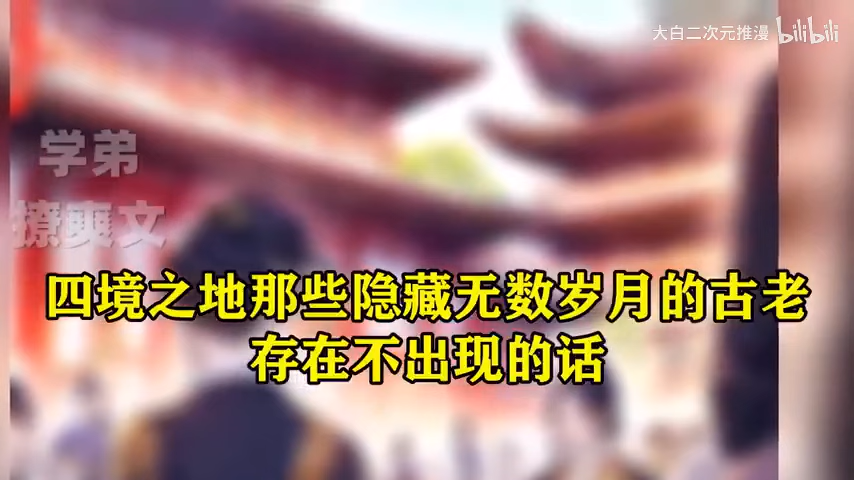 大白二次元推漫 bilibili
学弟
撩爽文
四境之地那些隐藏无数岁月的古老
存在不出现的话